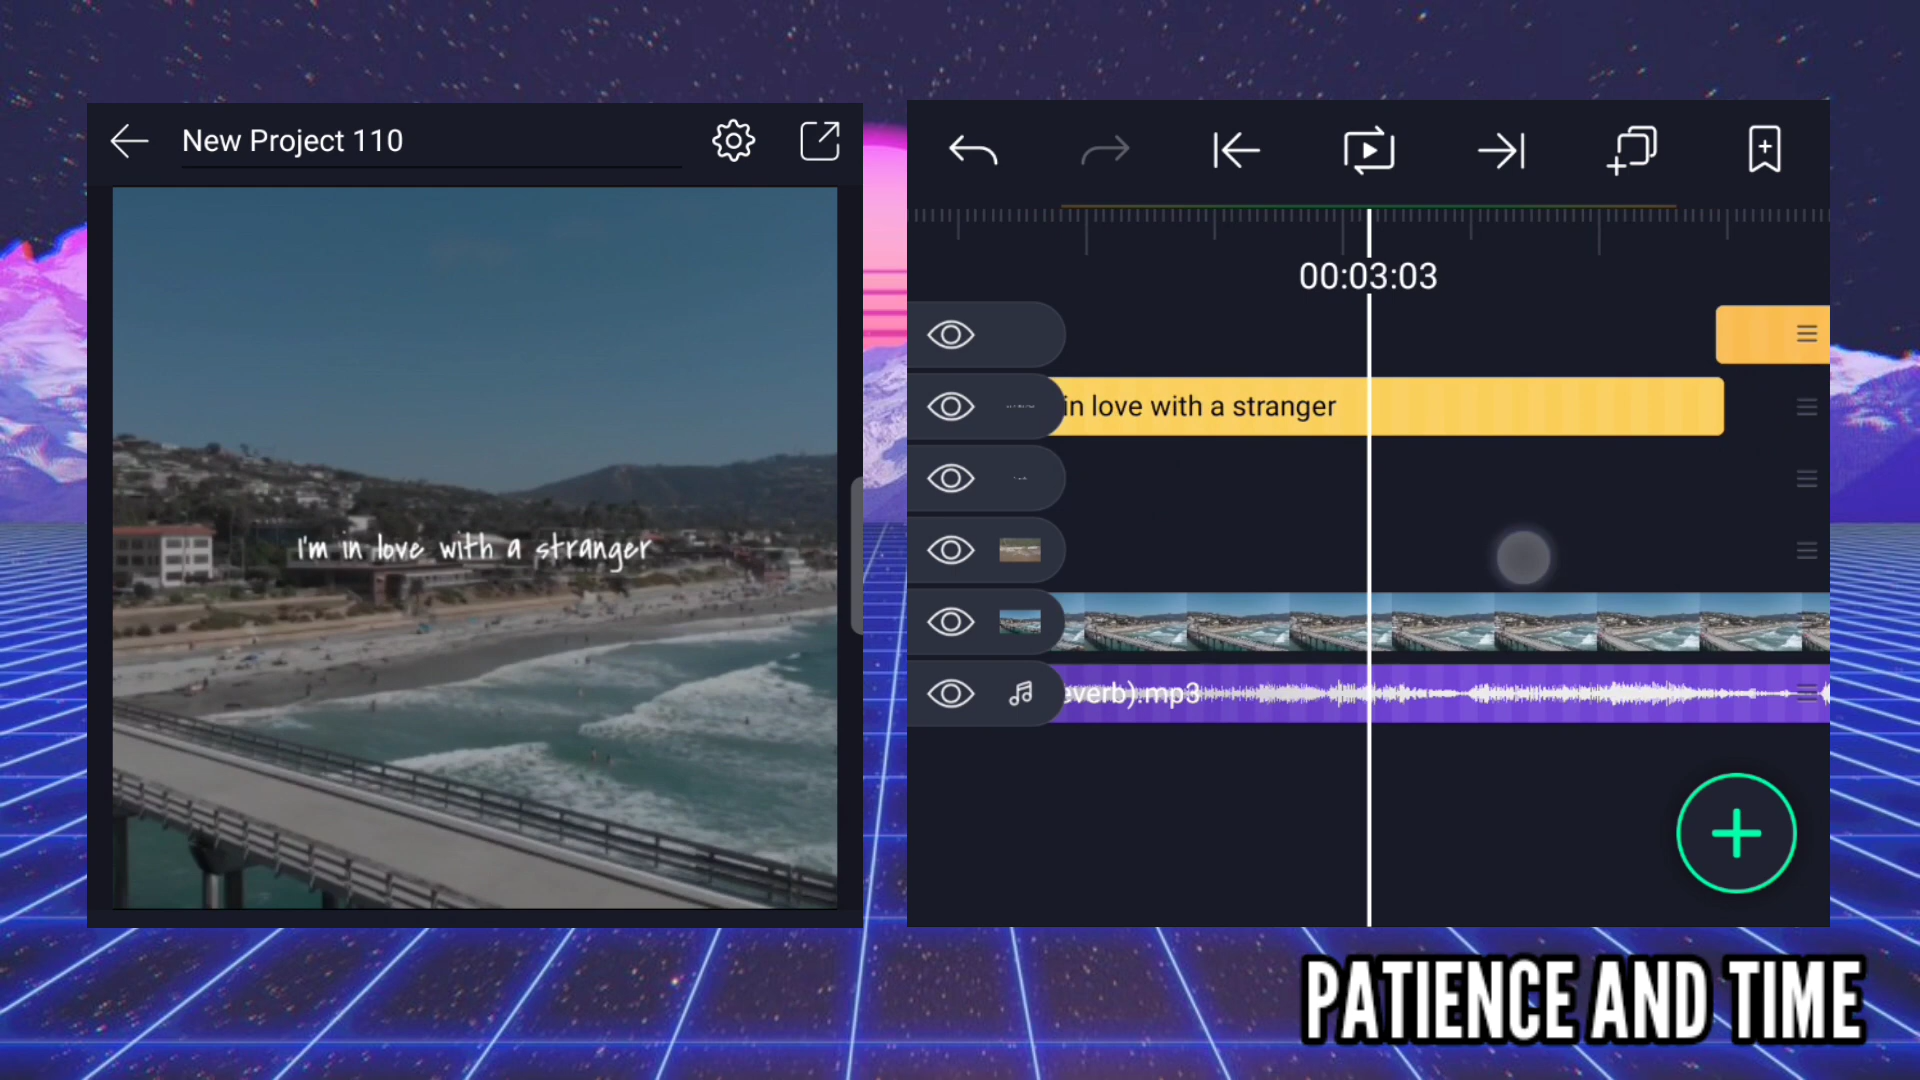 New Project 110
I'm in love with a stranger
00:03:03
in love with a stranger
everb).mp3
PATIENCE AND TIME